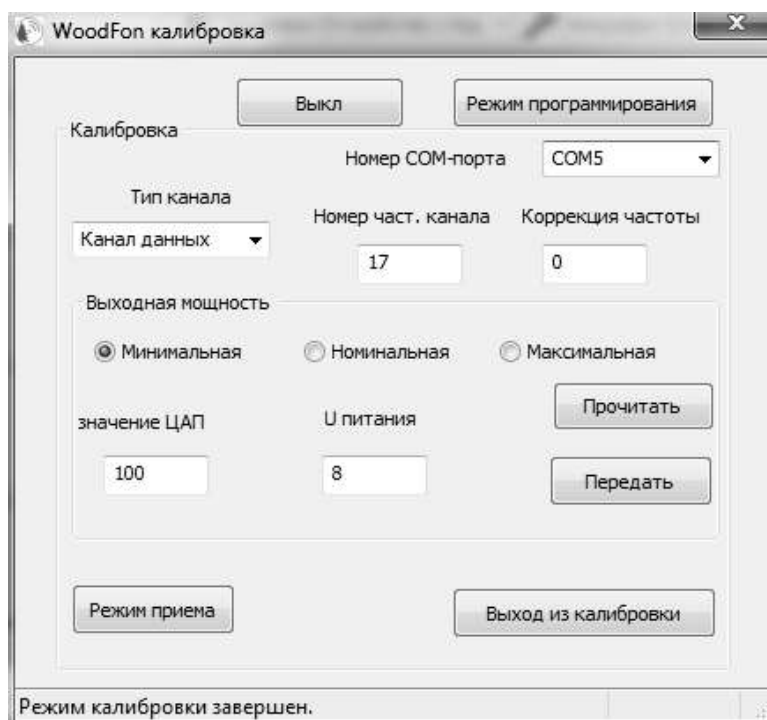 WoodFon калибровка
Выкл
Режим программирования
Калибровка
Номер COM-порта
COM5
Тип канала
Канал данных
Номер част. канала
17
Коррекция частоты
0
Выходная мощность
Минимальная
Номинальная
Максимальная
значение ЦАП
100
U питания
8
Прочитать
Передать
Режим приема
Выход из калибровки
Режим калибровки завершен.